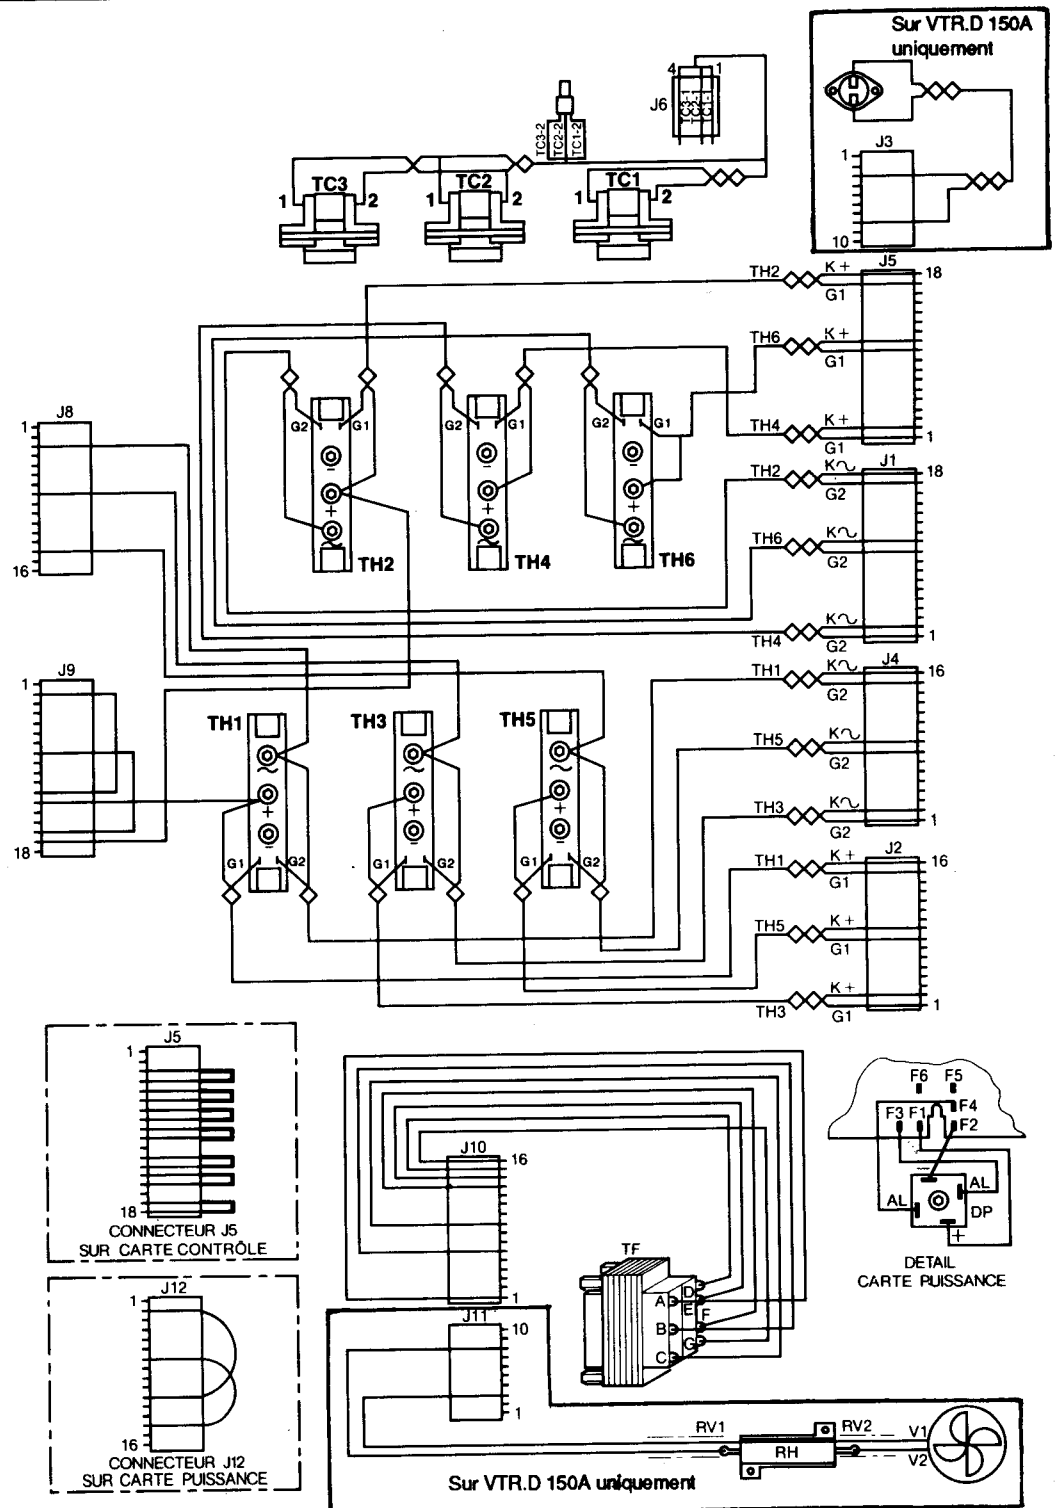 Sur VTR.D 150A
uniquement
4 1
J6
TC3-1
TC2-1
TC1-1
TC3-2
TC2-2
TC1-2
TC3
TC2
TC1
1 2
1 2
1 2
J3
1
10
J5
TH2 K+ 18
G1
TH6 K+
G1
TH4 K+
G1 1
J8
1
16
G2 G1
G2 G1
G2 G1
-
-
-
+
+
+
~
~
~
TH2
TH4
TH6
J1
TH2 K~ 18
G2
TH6 K~
G2
K~
TH4 G2 1
J9
1
18
J4
TH1 K~ 16
G2
TH5 K~
G2
TH3 K~
G2 1
TH1
TH3
TH5
~
~
~
+
+
+
-
-
-
G1 G2
G1 G2
G1 G2
J2
TH1 K+ 16
G1
TH5 K+
G1
K+
TH3 G1 1
J5
1
18
CONNECTEUR J5
SUR CARTE CONTRÔLE
J12
1
16
CONNECTEUR J12
SUR CARTE PUISSANCE
J10
16
1
TF
A
B
C
D
E
F
G
F6 F5
F4
F3 F1
F2
-
AL
AL
DP
+
DETAIL
CARTE PUISSANCE
J11
10
1
RV1
RH
RV2
V1
V2
Sur VTR.D 150A uniquement